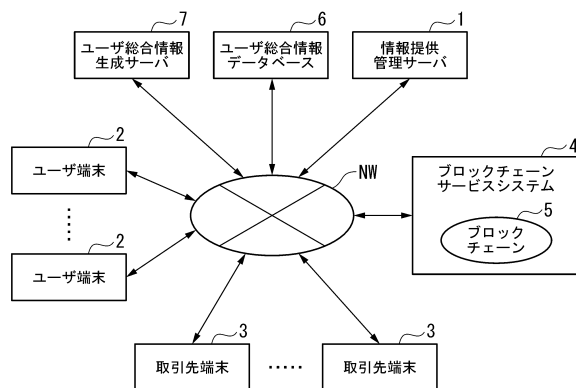 7
ユーザ総合情報
生成サーバ
6
ユーザ総合情報
データベース
1
情報提供
管理サーバ
2
ユーザ端末
2
ユーザ端末
NW
4
ブロックチェーン
サービスシステム
5
ブロック
チェーン
3
取引先端末
3
取引先端末